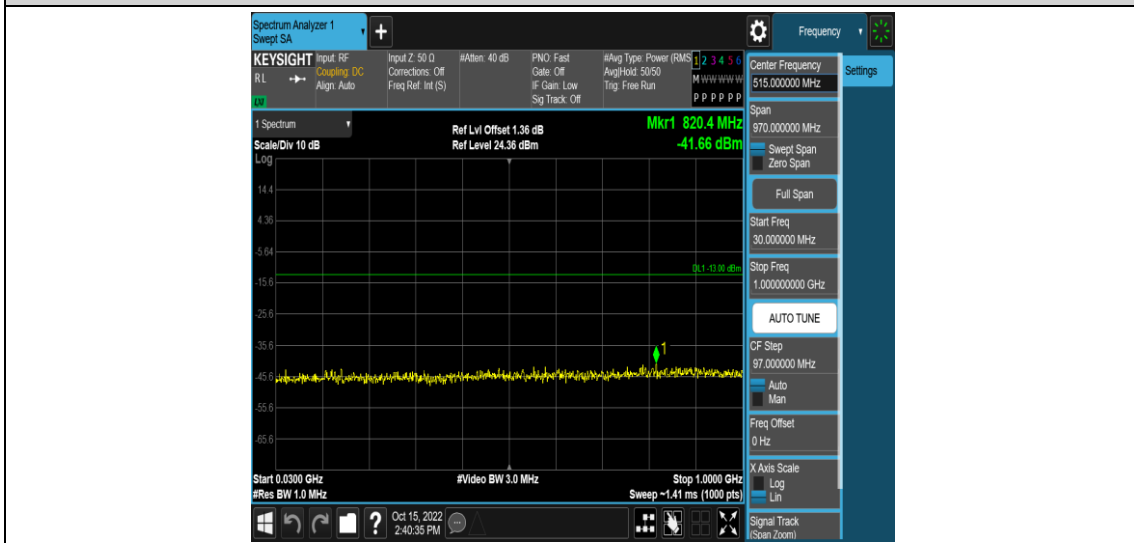 Spectrum Analyzer 1
Swept SA
+
Frequency
KEYSIGHT
RL
LXI
Input: RF
Coupling: DC
Align: Auto
Input Z: 50 Ω
Corrections: Off
Freq Ref: Int (S)
#Atten: 40 dB
PNO: Fast
Gate: Off
IF Gain: Low
Sig Track: Off
#Avg Type: Power (RMS
Avg|Hold: 50/50
Trig: Free Run
1 2 3 4 5 6
M W W W W W
P P P P P P
1 Spectrum
Scale/Div 10 dB
Log
Ref Lvl Offset 1.36 dB
Ref Level 24.36 dBm
Mkr1 820.4 MHz
-41.66 dBm
14.4
4.36
-5.64
DL1 -13.00 dBm
-15.6
-25.6
-35.6
1
-45.6
-55.6
-65.6
Start 0.0300 GHz
#Res BW 1.0 MHz
#Video BW 3.0 MHz
Stop 1.0000 GHz
Sweep ~1.41 ms (1000 pts)
Center Frequency
515.000000 MHz
Settings
Span
970.000000 MHz
Swept Span
Zero Span
Full Span
Start Freq
30.000000 MHz
Stop Freq
1.000000000 GHz
AUTO TUNE
CF Step
97.000000 MHz
Auto
Man
Freq Offset
0 Hz
X Axis Scale
Log
Lin
Signal Track
(Span Zoom)
?
Oct 15, 2022
2:40:35 PM